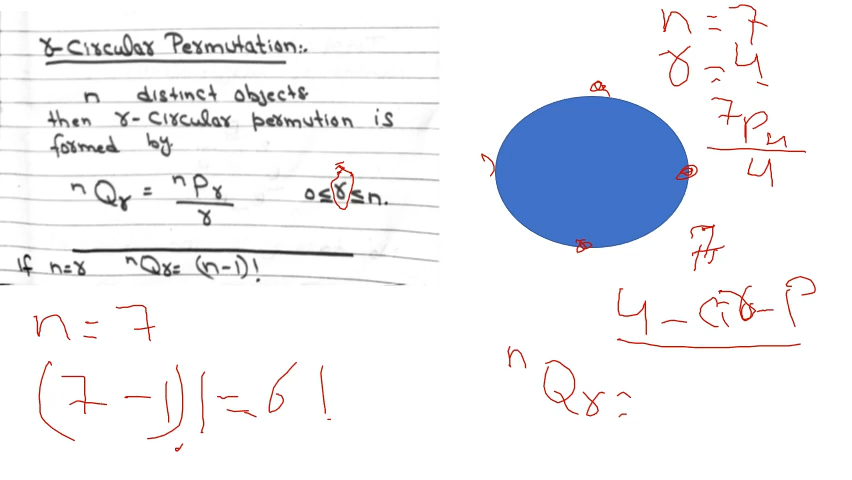 r-Circular Permutation:.
n distinct objects
then r-Circular permution is
formed by
nQr = nPr / r 0≤r≤n.
If n=r nQr= (n-1)!
n = 7
r = 4
7P4 / 4
7
4 - cir - P
nQr =
n = 7
(7 - 1)! = 6!